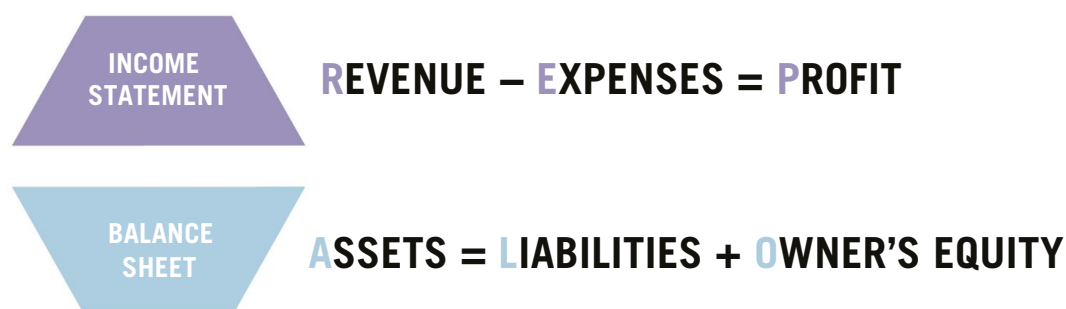 INCOME
STATEMENT
REVENUE – EXPENSES = PROFIT
BALANCE
SHEET
ASSETS = LIABILITIES + OWNER’S EQUITY